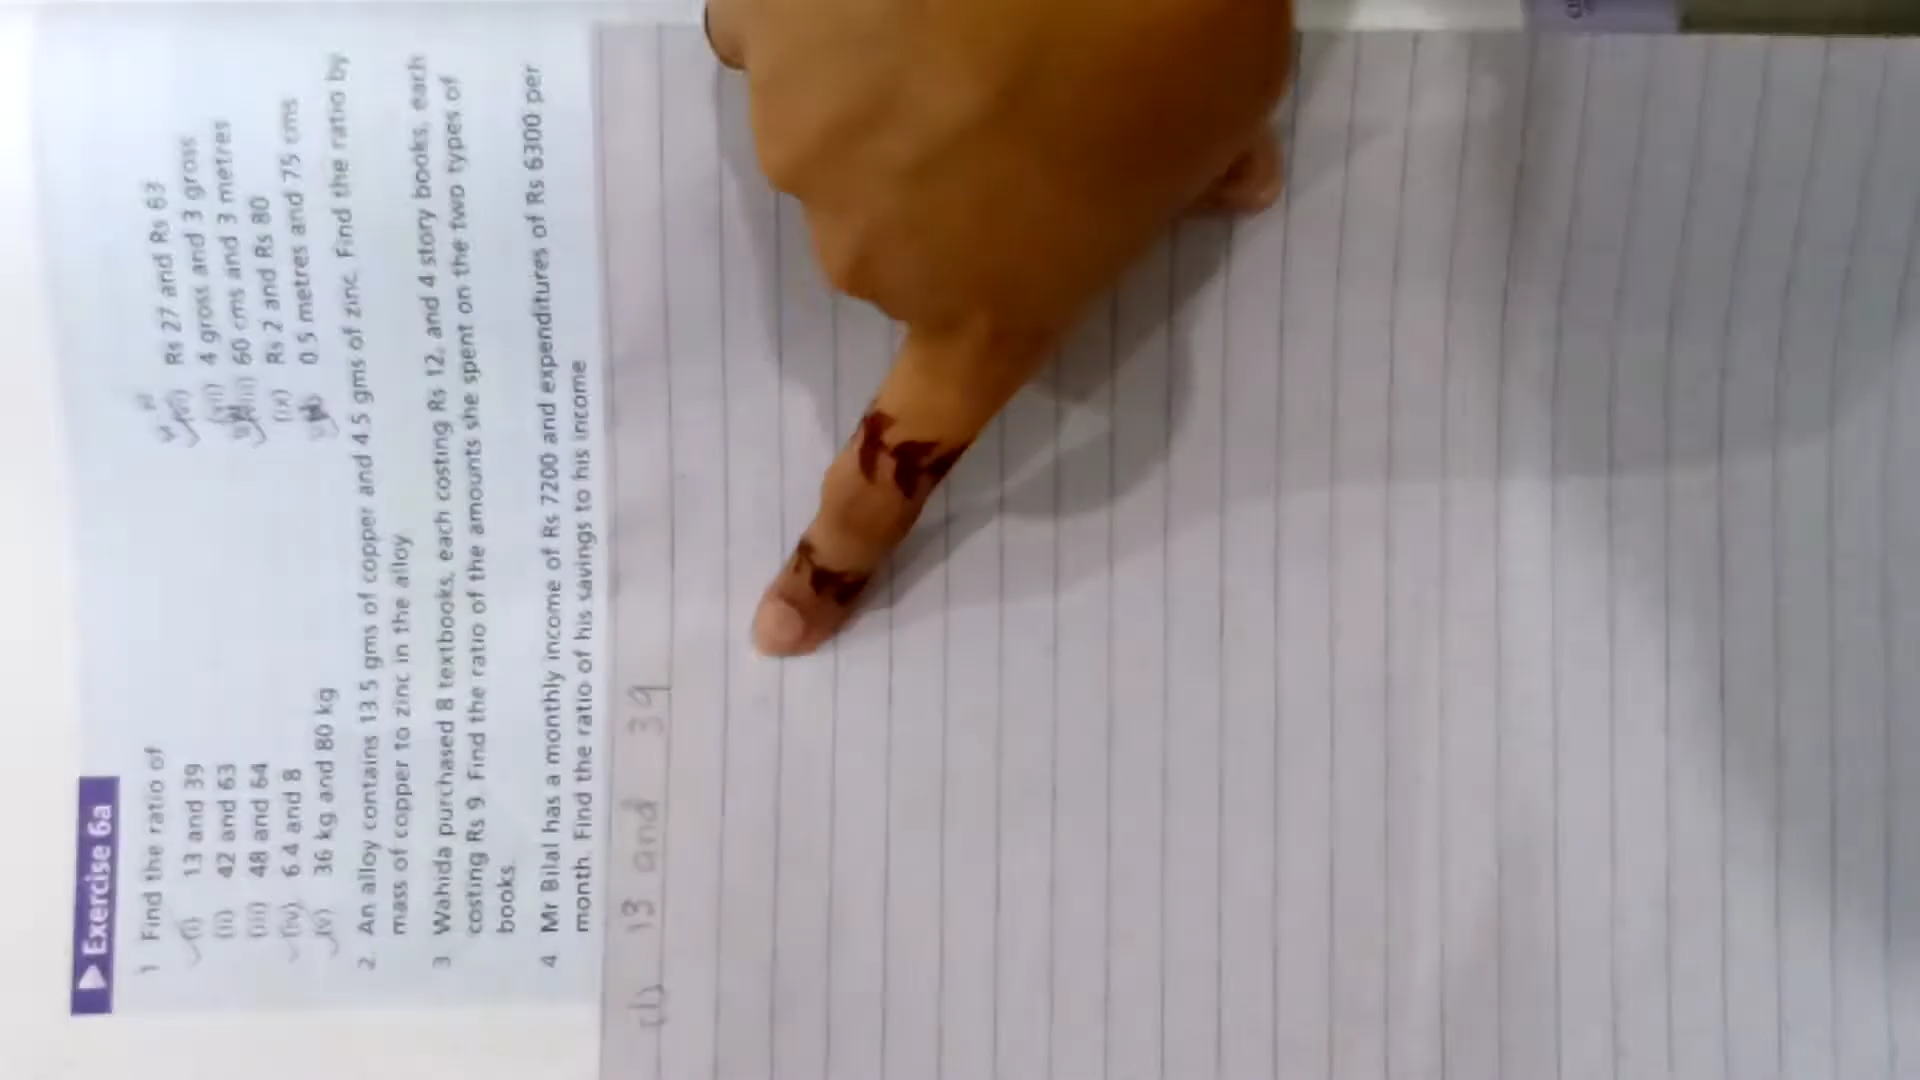 ▶ Exercise 6a
1 Find the ratio of
(i) 13 and 39
(ii) 42 and 63
(iii) 48 and 64
(iv) 6.4 and 8
(v) 36 kg and 80 kg
(vi) Rs 27 and Rs 63
(vii) 4 gross and 3 gross
(viii) 60 cms and 3 metres
(ix) Rs 2 and Rs 80
0.5 metres and 75 cms
2. An alloy contains 13.5 gms of copper and 4.5 gms of zinc. Find the ratio by
mass of copper to zinc in the alloy
3 Wahida purchased 8 textbooks, each costing Rs 12, and 4 story books, each
costing Rs 9. Find the ratio of the amounts she spent on the two types of
books.
4 Mr Bilal has a monthly income of Rs 7200 and expenditures of Rs 6300 per
month. Find the ratio of his savings to his income
(i) 13 and 39